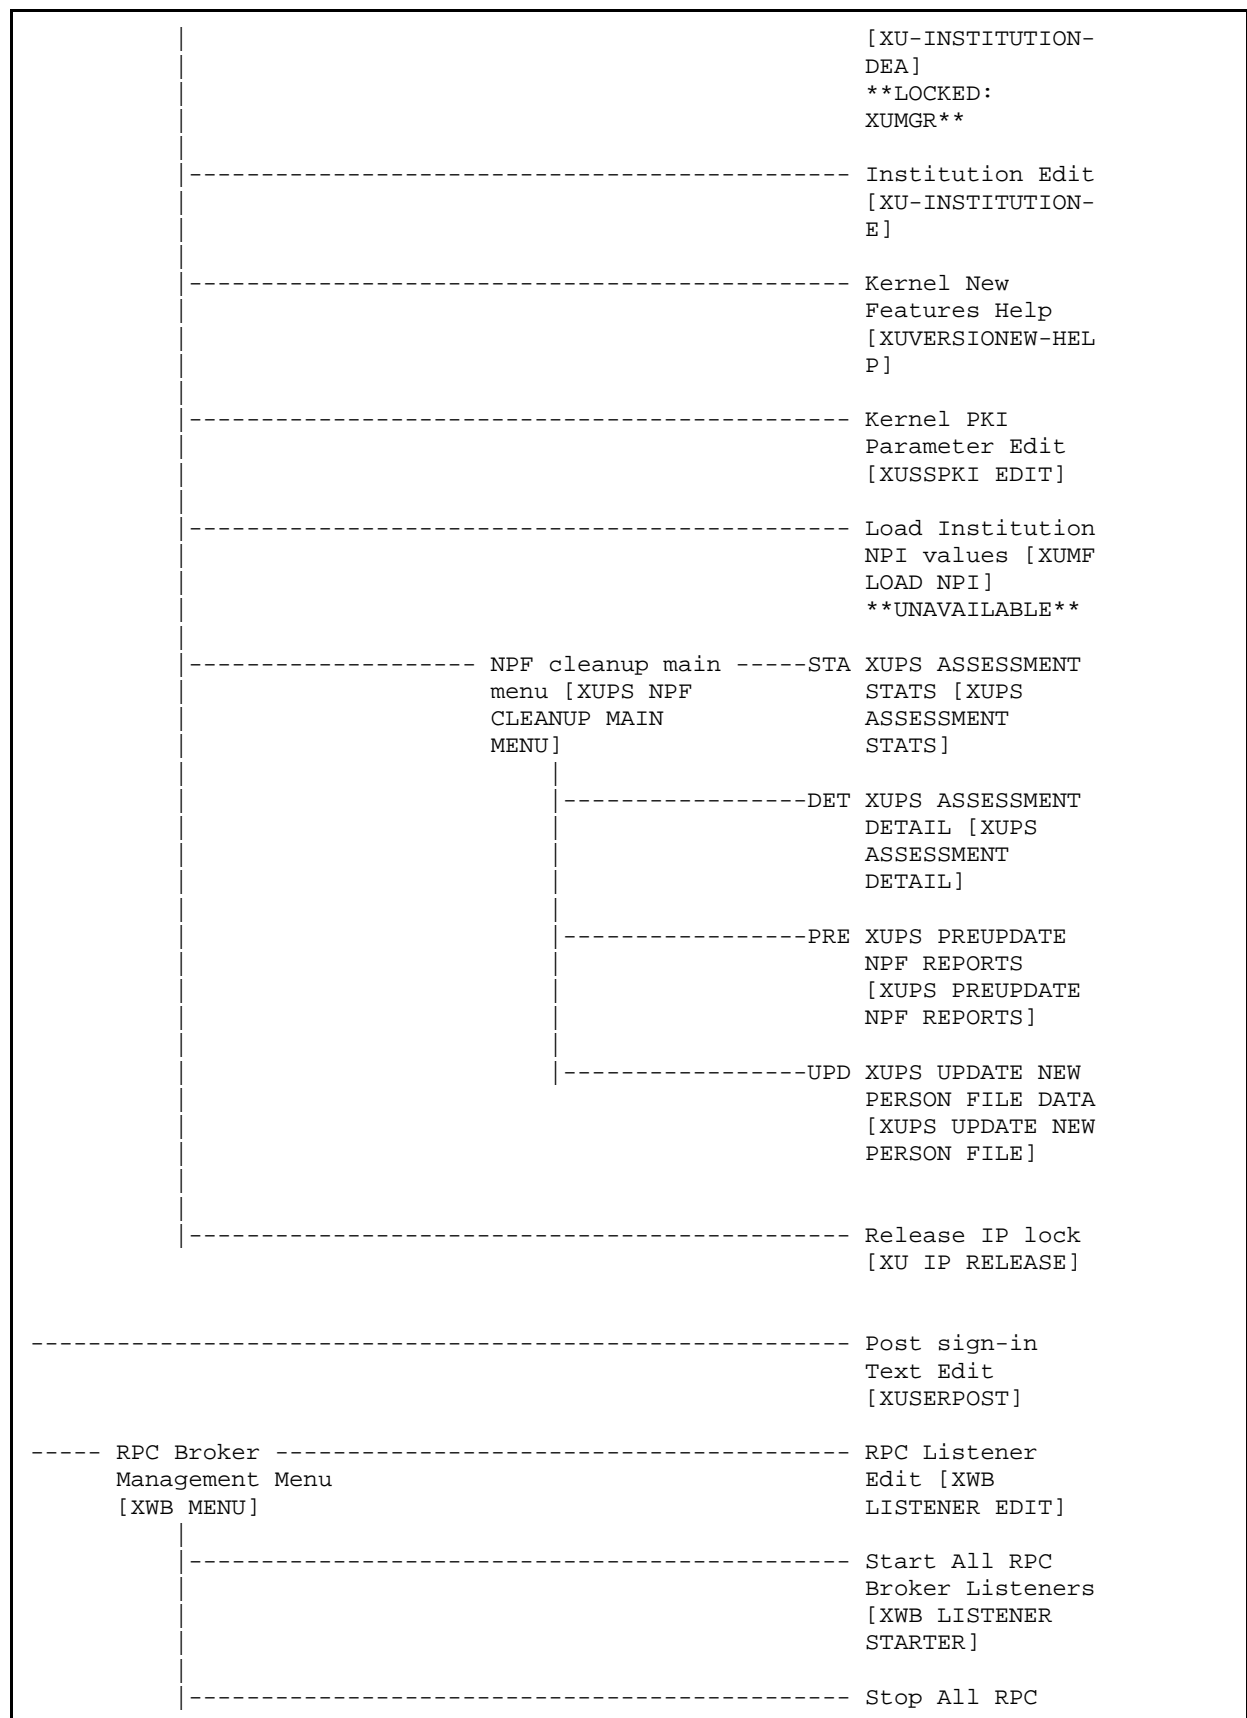 [XU-INSTITUTION-
DEA]
**LOCKED:
XUMGR**
Institution Edit
[XU-INSTITUTION-
E]
Kernel New
Features Help
[XUVERSIONEW-HEL
P]
Kernel PKI
Parameter Edit
[XUSSPKI EDIT]
Load Institution
NPI values [XUMF
LOAD NPI]
**UNAVAILABLE**
NPF cleanup main -----STA XUPS ASSESSMENT
menu [XUPS NPF STATS [XUPS
CLEANUP MAIN ASSESSMENT
MENU] STATS]
DET XUPS ASSESSMENT
DETAIL [XUPS
ASSESSMENT
DETAIL]
PRE XUPS PREUPDATE
NPF REPORTS
[XUPS PREUPDATE
NPF REPORTS]
UPD XUPS UPDATE NEW
PERSON FILE DATA
[XUPS UPDATE NEW
PERSON FILE]
Release IP lock
[XU IP RELEASE]
Post sign-in
Text Edit
[XUSERPOST]
RPC Broker ---------------------------------------- RPC Listener
Management Menu Edit [XWB
[XWB MENU] LISTENER EDIT]
Start All RPC
Broker Listeners
[XWB LISTENER
STARTER]
Stop All RPC